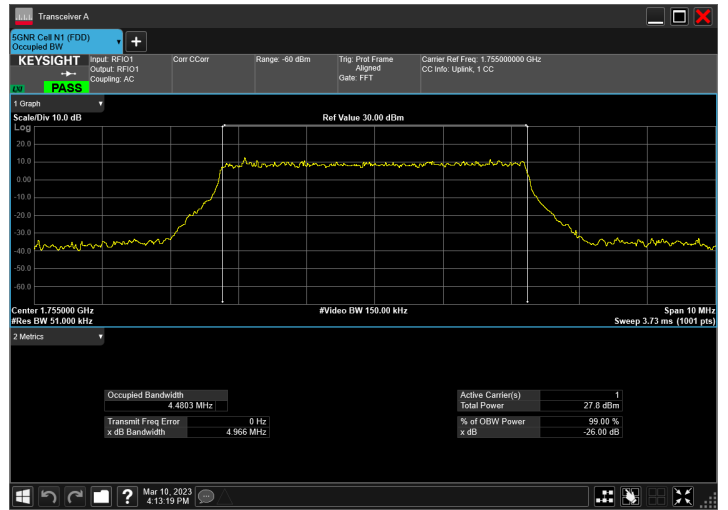 Transceiver A
5GNR Cell N1 (FDD)
Occupied BW
KEYSIGHT
LXI
PASS
Input: RFIO1
Output: RFIO1
Coupling: AC
Corr CCorr
Range: -60 dBm
Trig: Prot Frame
Aligned
Gate: FFT
Carrier Ref Freq: 1.755000000 GHz
CC Info: Uplink, 1 CC
1 Graph
Scale/Div 10.0 dB
Ref Value 30.00 dBm
Log
20.0
10.0
0.00
-10.0
-20.0
-30.0
-40.0
-50.0
-60.0
Center 1.755000 GHz
#Video BW 150.00 kHz
Span 10 MHz
#Res BW 51.000 kHz
Sweep 3.73 ms (1001 pts)
2 Metrics
Occupied Bandwidth
4.4803 MHz
Active Carrier(s) 1
Total Power 27.8 dBm
Transmit Freq Error 0 Hz
x dB Bandwidth 4.966 MHz
% of OBW Power 99.00 %
x dB -26.00 dB
?
Mar 10, 2023
4:13:19 PM